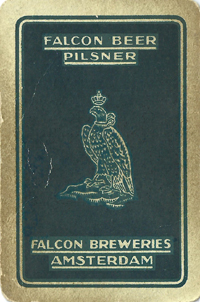 FALCON BEER
PILSNER
FALCON BREWERIES
AMSTERDAM